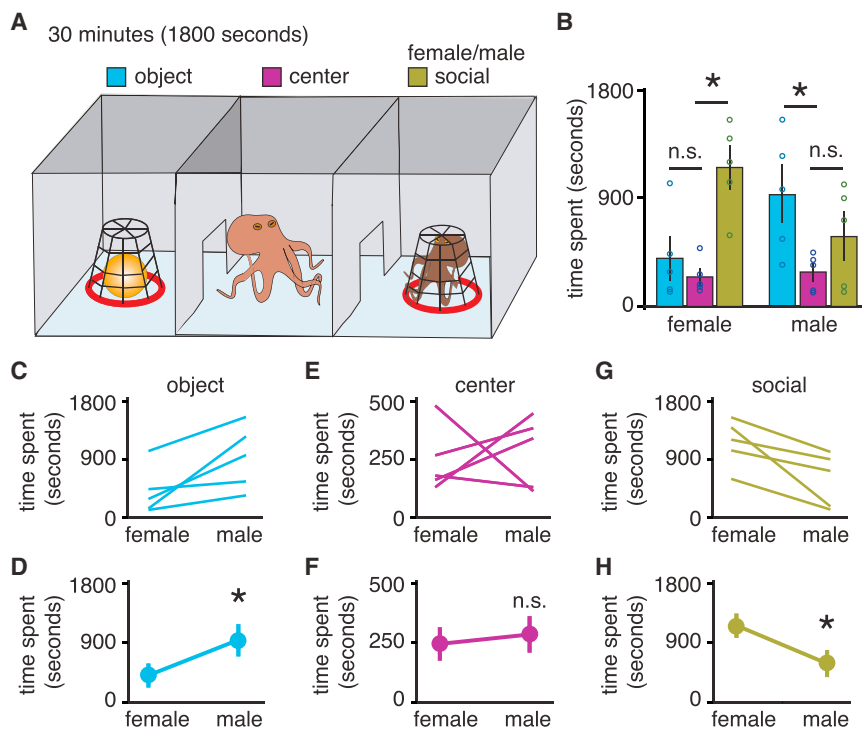 A
30 minutes (1800 seconds)
object
center
female/male
social
B
1800
900
0
time spent (seconds)
n.s.
*
*
n.s.
female
male
C
object
1800
900
0
time spent
(seconds)
female
male
E
center
500
250
0
time spent
(seconds)
female
male
G
social
1800
900
0
time spent
(seconds)
female
male
D
1800
900
0
time spent
(seconds)
*
female
male
F
500
250
0
time spent
(seconds)
n.s.
female
male
H
1800
900
0
time spent
(seconds)
*
female
male